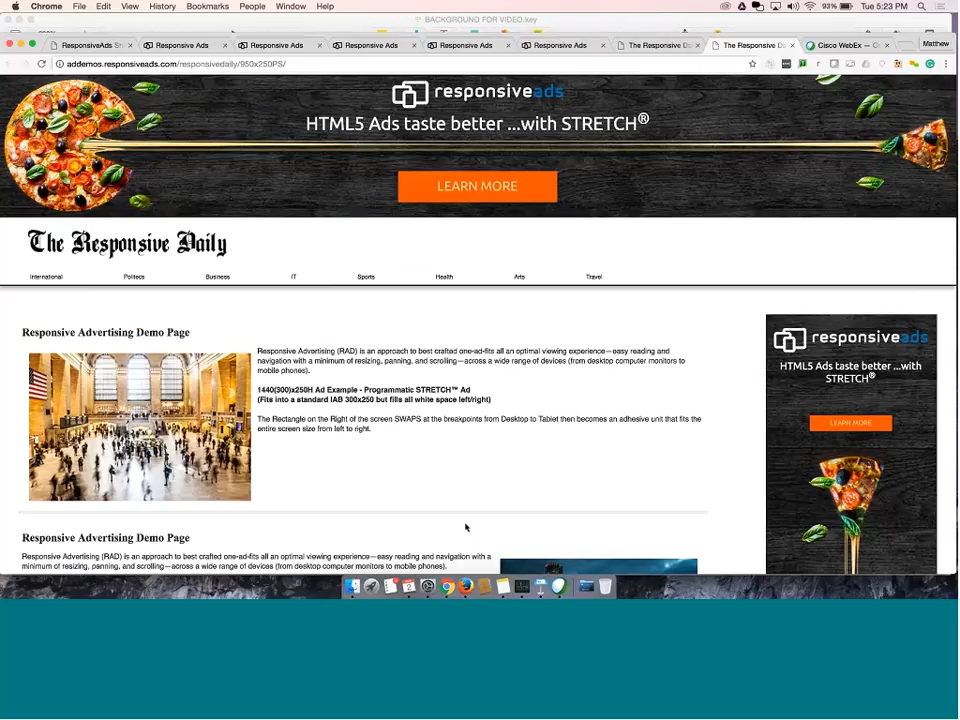 Chrome File Edit View History Bookmarks People Window Help 93% Tue 5:23 PM
BACKGROUND FOR VIDEO.key
ResponsiveAds Responsive Ads Responsive Ads Responsive Ads Responsive Ads Responsive Ads The Responsive The Responsive Cisco WebEx Matthew
addemos.responsiveads.com/responsivedaily/950x250PS/
responsiveads
HTML5 Ads taste better ...with STRETCH®
LEARN MORE
The Responsive Daily
International Politecs Business IT Sports Health Arts Travel
Responsive Advertising Demo Page
Responsive Advertising (RAD) is an approach to best crafted one-ad-fits all an optimal viewing experience—easy reading and
navigation with a minimum of resizing, panning, and scrolling—across a wide range of devices (from desktop computer monitors to
mobile phones).
1440(300)x250H Ad Example - Programmatic STRETCH™ Ad
(Fits into a standard IAB 300x250 but fills all white space left/right)
The Rectangle on the Right of the screen SWAPS at the breakpoints from Desktop to Tablet then becomes an adhesive unit that fits the
entire screen size from left to right.
responsiveads
HTML5 Ads taste better ...with
STRETCH®
LEARN MORE
Responsive Advertising Demo Page
Responsive Advertising (RAD) is an approach to best crafted one-ad-fits all an optimal viewing experience—easy reading and navigation with a
minimum of resizing, panning, and scrolling—across a wide range of devices (from desktop computer monitors to mobile phones).